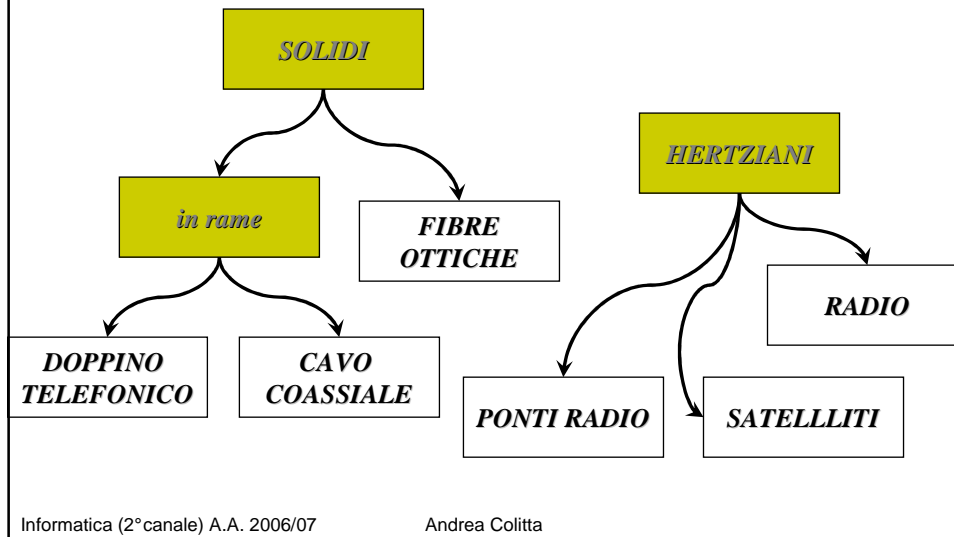 SOLIDI
HERTZIANI
in rame
FIBRE
OTTICHE
RADIO
DOPPINO
TELEFONICO
CAVO
COASSIALE
PONTI RADIO
SATELLLITI
Informatica (2°canale) A.A. 2006/07
Andrea Colitta